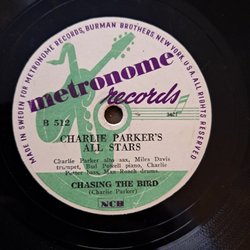 MADE IN SWEDEN FOR METRONOME RECORDS, BURMAN BROTHERS, NEW YORK, U.S.A. ALL RIGHTS RESERVED.
metronome
records
B 512
CHARLIE PARKER'S
ALL STARS
Charlie Parker alto sax, Miles Davis
trumpet, Bud Powell piano, Charlie
Potter bass, Max Roach drums.
CHASING THE BIRD
(Charlie Parker)
NCB